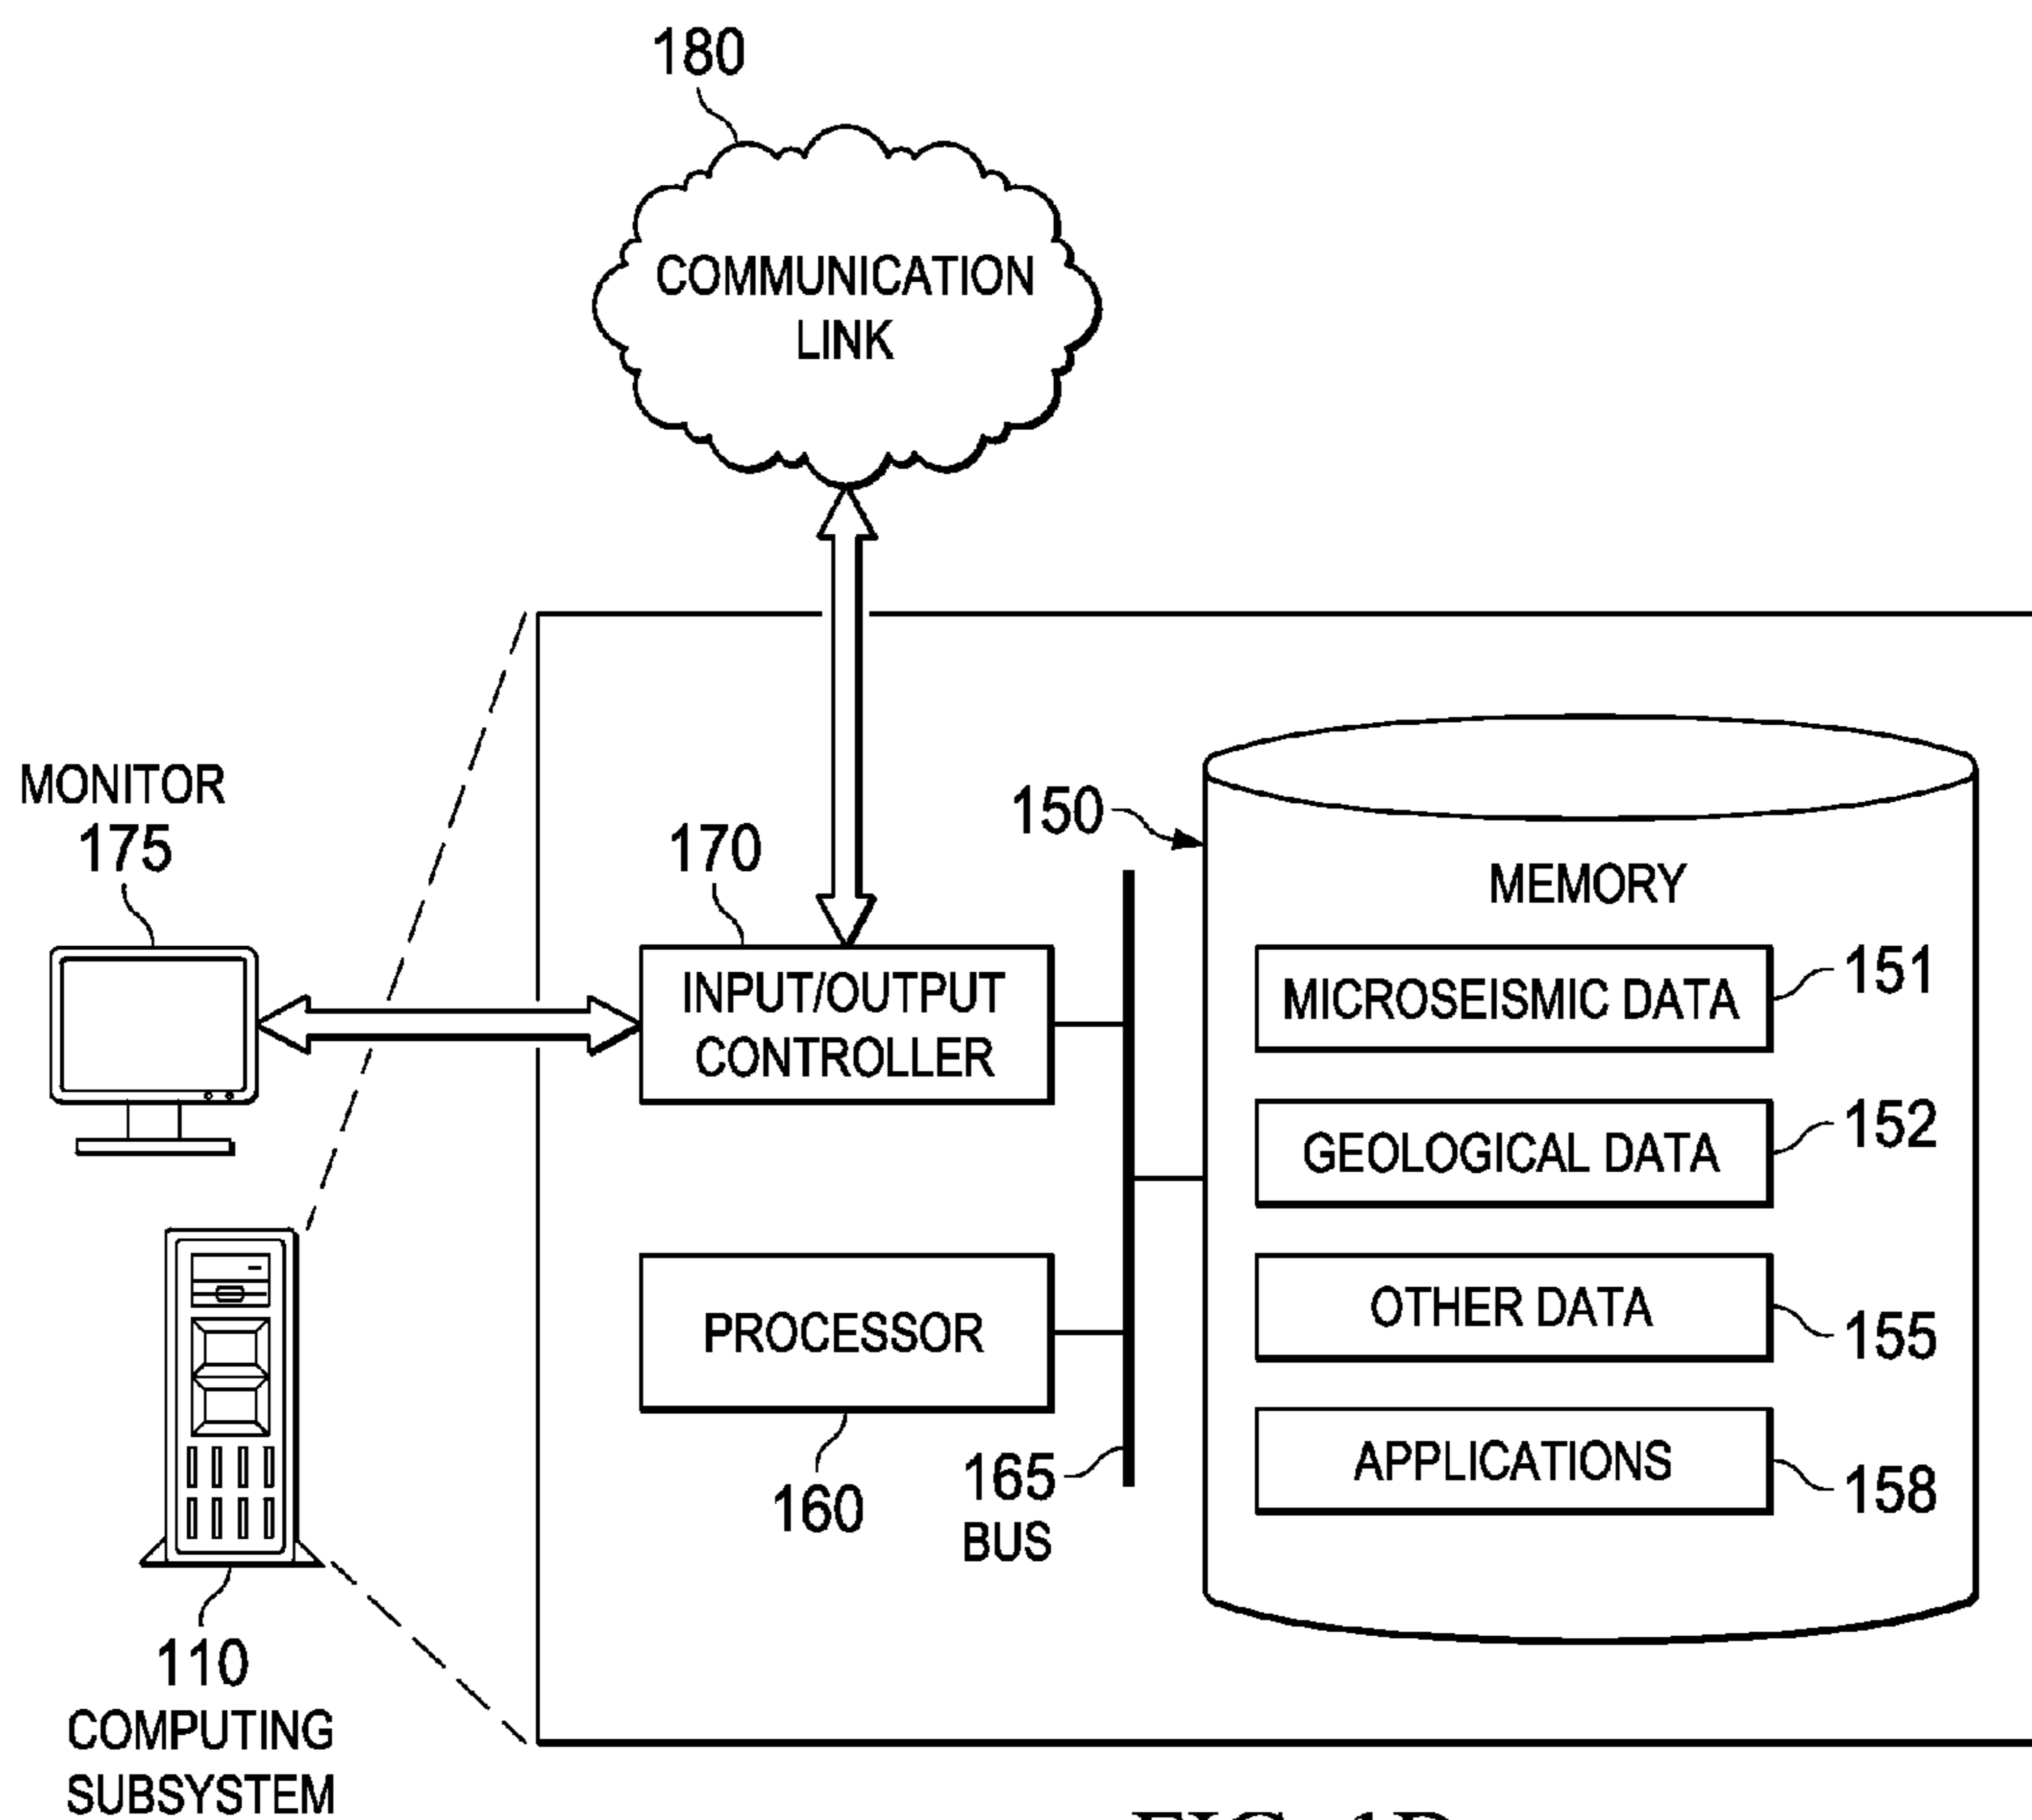 180
COMMUNICATION
LINK
MONITOR
175
170
150
MEMORY
INPUT/OUTPUT
CONTROLLER
MICROSEISMIC DATA
151
GEOLOGICAL DATA
152
PROCESSOR
OTHER DATA
155
160
165
BUS
APPLICATIONS
158
110
COMPUTING
SUBSYSTEM